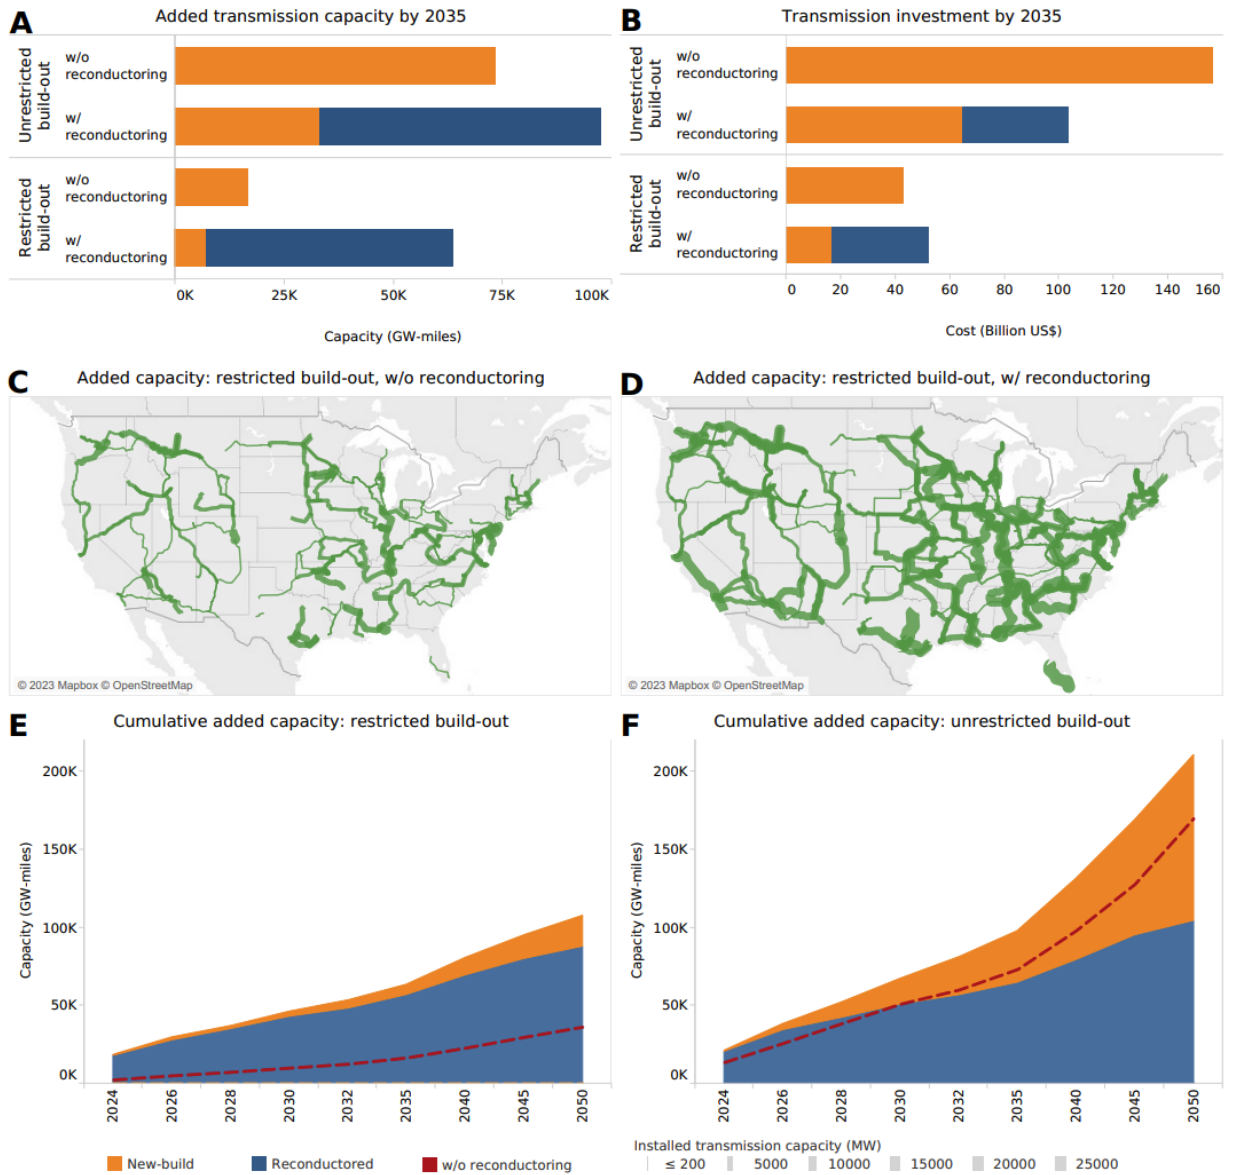 A
Added transmission capacity by 2035
Unrestricted
build-out
w/o
reconductoring
w/
reconductoring
Restricted
build-out
w/o
reconductoring
w/
reconductoring
0K 25K 50K 75K 100K
Capacity (GW-miles)
B
Transmission investment by 2035
Unrestricted
build-out
w/o
reconductoring
w/
reconductoring
Restricted
build-out
w/o
reconductoring
w/
reconductoring
0 20 40 60 80 100 120 140 160
Cost (Billion US$)
C
Added capacity: restricted build-out, w/o reconductoring
© 2023 Mapbox © OpenStreetMap
D
Added capacity: restricted build-out, w/ reconductoring
© 2023 Mapbox © OpenStreetMap
E
Cumulative added capacity: restricted build-out
Capacity (GW-miles)
200K
150K
100K
50K
0K
2024 2026 2028 2030 2032 2035 2040 2045 2050
F
Cumulative added capacity: unrestricted build-out
Capacity (GW-miles)
200K
150K
100K
50K
0K
2024 2026 2028 2030 2032 2035 2040 2045 2050
New-build Reconductored w/o reconductoring
Installed transmission capacity (MW)
≤ 200 5000 10000 15000 20000 25000